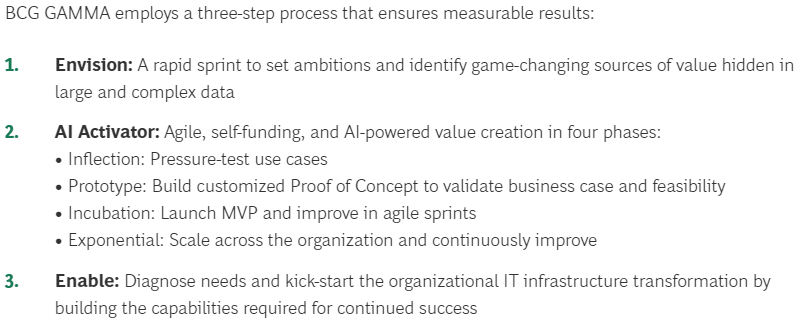 BCG GAMMA employs a three-step process that ensures measurable results:
1. Envision: A rapid sprint to set ambitions and identify game-changing sources of value hidden in
large and complex data
2. AI Activator: Agile, self-funding, and AI-powered value creation in four phases:
• Inflection: Pressure-test use cases
• Prototype: Build customized Proof of Concept to validate business case and feasibility
• Incubation: Launch MVP and improve in agile sprints
• Exponential: Scale across the organization and continuously improve
3. Enable: Diagnose needs and kick-start the organizational IT infrastructure transformation by
building the capabilities required for continued success